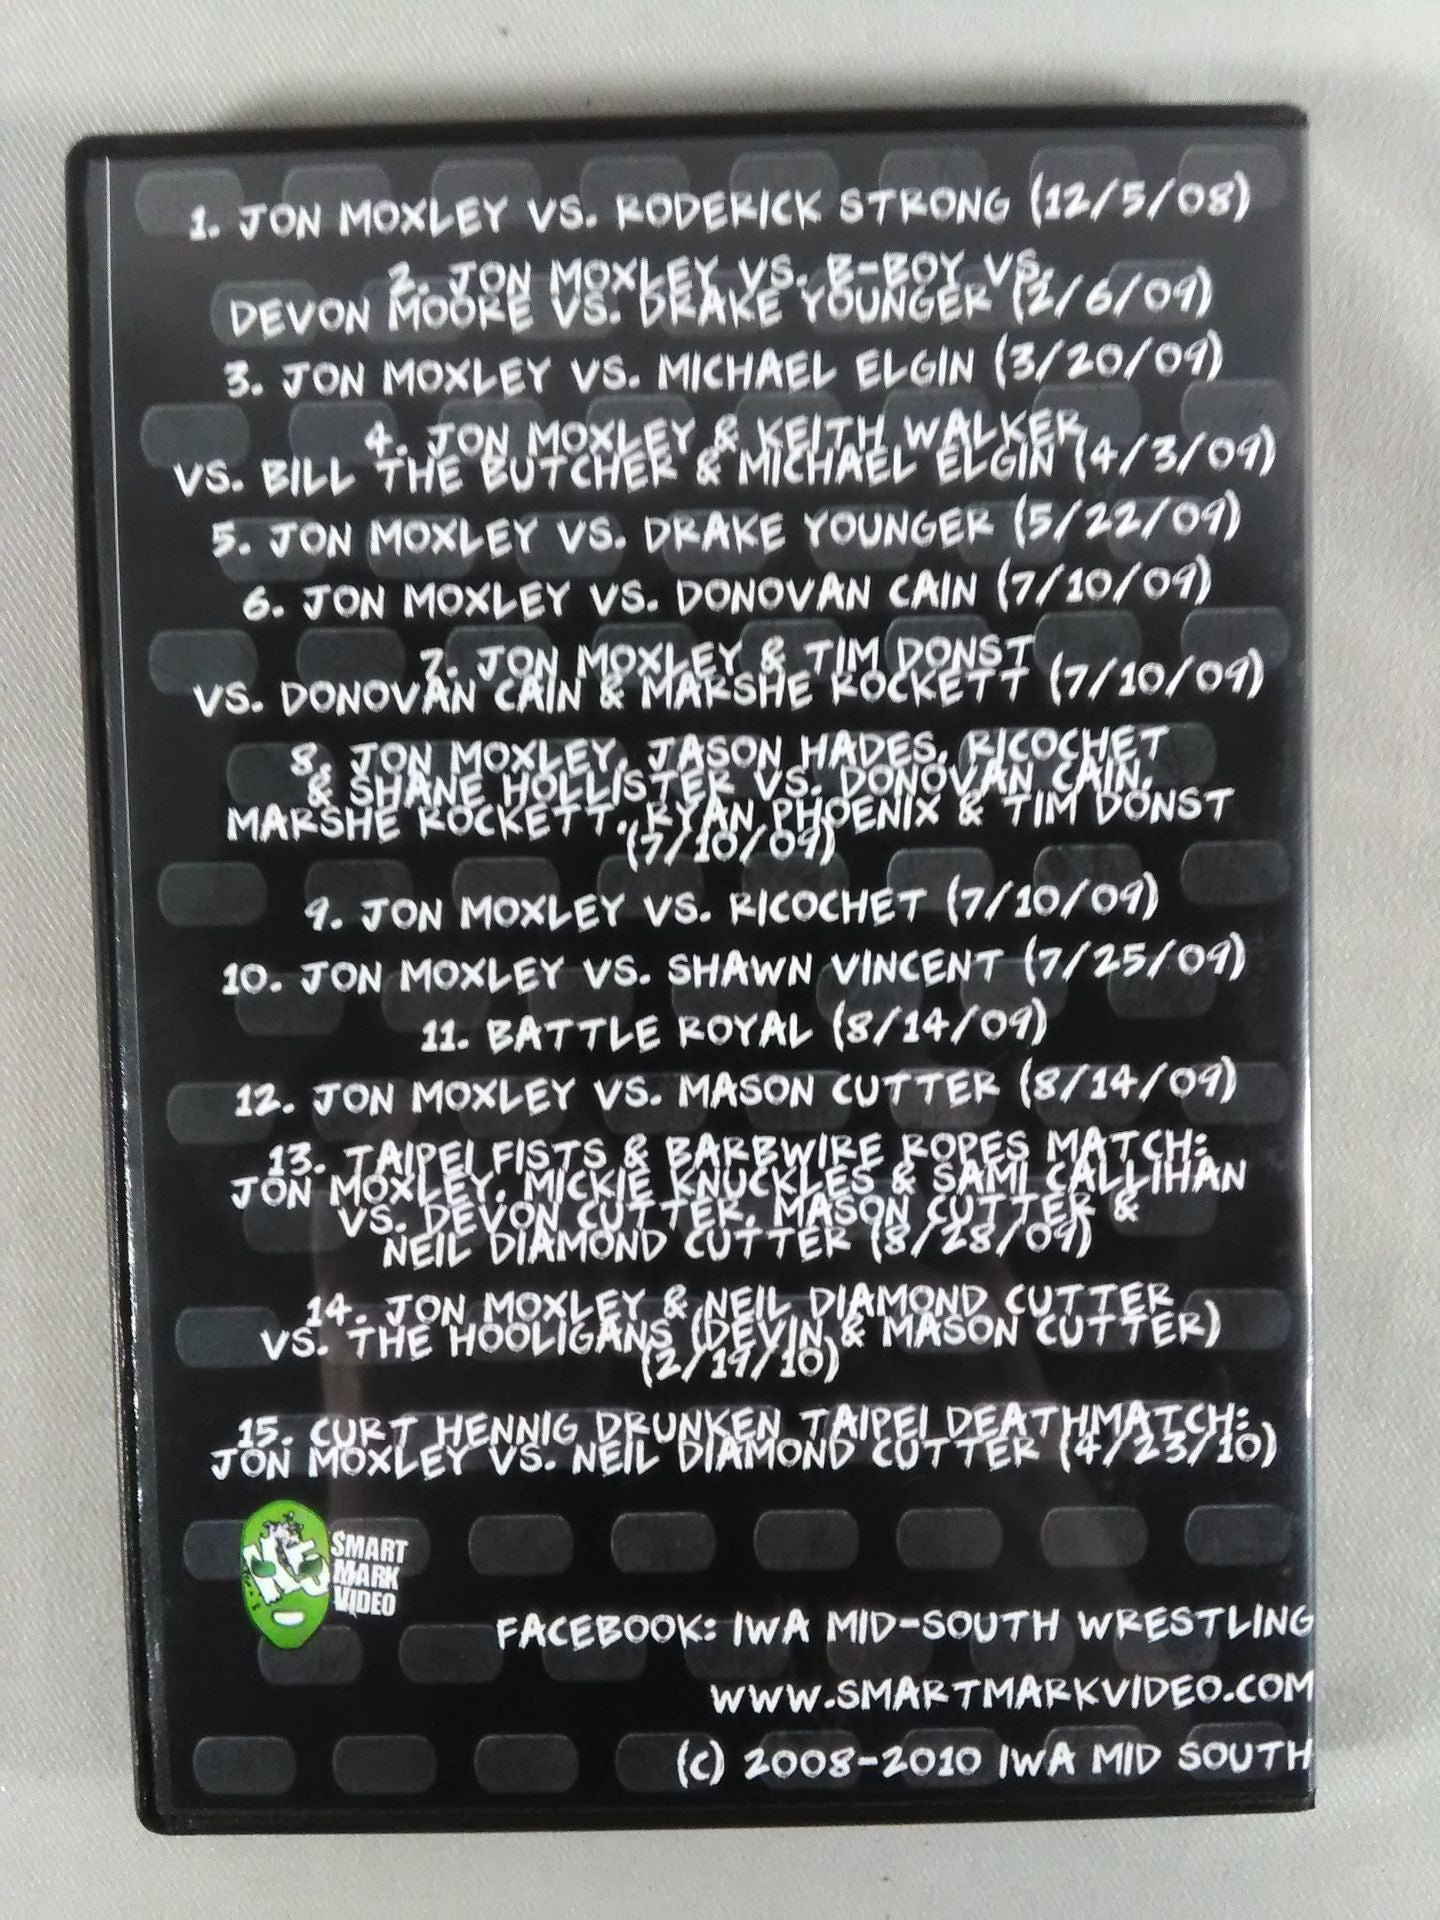 1. JON MOXLEY VS. RODERICK STRONG (12/5/08)
2. JON MOXLEY VS. B-BOY VS.
DEVON MOORE VS. DRAKE YOUNGER (2/6/09)
3. JON MOXLEY VS. MICHAEL ELGIN (3/20/09)
4. JON MOXLEY & KEITH WALKER
VS. BILL THE BUTCHER & MICHAEL ELGIN (4/3/09)
5. JON MOXLEY VS. DRAKE YOUNGER (5/22/09)
6. JON MOXLEY VS. DONOVAN CAIN (7/10/09)
7. JON MOXLEY & TIM DONST
VS. DONOVAN CAIN & MARSHE ROCKETT (7/10/09)
8. JON MOXLEY, JASON HADES, RICOCHET
& SHANE HOLLISTER VS. DONOVAN CAIN,
MARSHE ROCKETT, RYAN PHOENIX & TIM DONST
(7/10/09)
9. JON MOXLEY VS. RICOCHET (7/10/09)
10. JON MOXLEY VS. SHAWN VINCENT (7/25/09)
11. BATTLE ROYAL (8/14/09)
12. JON MOXLEY VS. MASON CUTTER (8/14/09)
13. TAIPEI FISTS & BARBWIRE ROPES MATCH:
JON MOXLEY, MICKIE KNUCKLES & SAMI CALLIHAN
VS. DEVON CUTTER, MASON CUTTER &
NEIL DIAMOND CUTTER (8/28/09)
14. JON MOXLEY & NEIL DIAMOND CUTTER
VS. THE HOOLIGANS (DEVIN & MASON CUTTER)
(2/19/10)
15. CURT HENNIG DRUNKEN TAIPEI DEATHMATCH:
JON MOXLEY VS. NEIL DIAMOND CUTTER (4/23/10)
SMART
MARK
VIDEO
FACEBOOK: IWA MID-SOUTH WRESTLING
WWW.SMARTMARKVIDEO.COM
(C) 2008-2010 IWA MID SOUTH